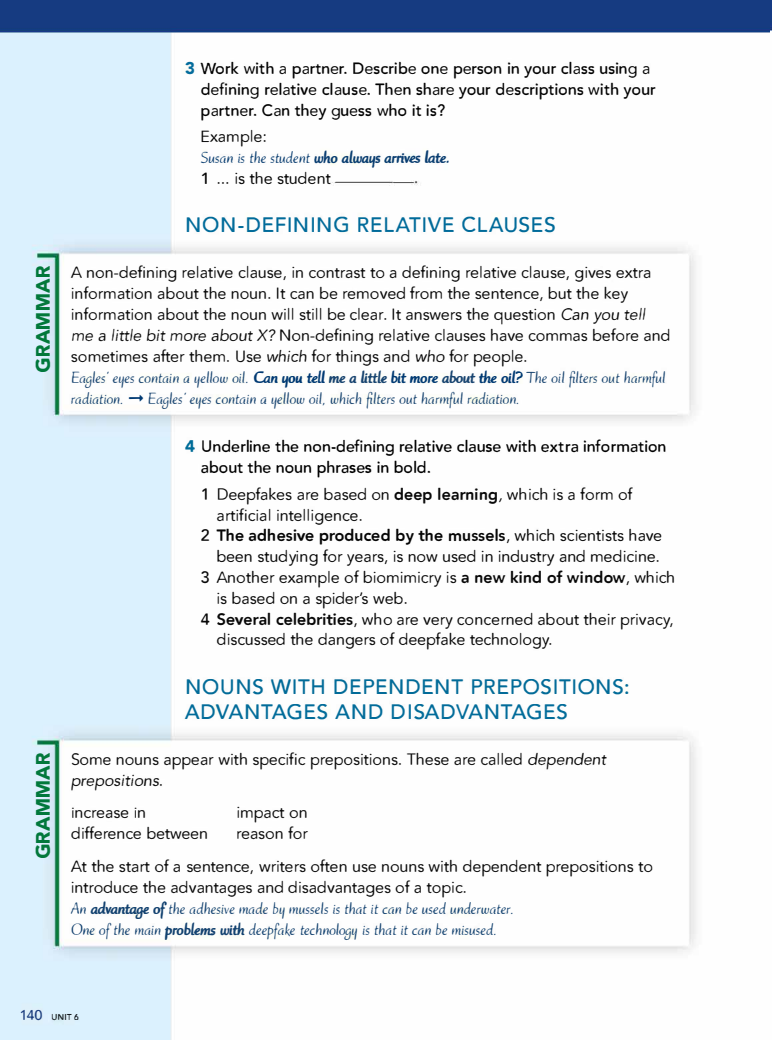 3 Work with a partner. Describe one person in your class using a
defining relative clause. Then share your descriptions with your
partner. Can they guess who it is?
Example:
Susan is the student who always arrives late.
1 ... is the student _________.
NON-DEFINING RELATIVE CLAUSES
GRAMMAR
A non-defining relative clause, in contrast to a defining relative clause, gives extra
information about the noun. It can be removed from the sentence, but the key
information about the noun will still be clear. It answers the question Can you tell
me a little bit more about X? Non-defining relative clauses have commas before and
sometimes after them. Use which for things and who for people.
Eagles' eyes contain a yellow oil. Can you tell me a little bit more about the oil? The oil filters out harmful
radiation. → Eagles' eyes contain a yellow oil, which filters out harmful radiation.
4 Underline the non-defining relative clause with extra information
about the noun phrases in bold.
1 Deepfakes are based on deep learning, which is a form of
artificial intelligence.
2 The adhesive produced by the mussels, which scientists have
been studying for years, is now used in industry and medicine.
3 Another example of biomimicry is a new kind of window, which
is based on a spider's web.
4 Several celebrities, who are very concerned about their privacy,
discussed the dangers of deepfake technology.
NOUNS WITH DEPENDENT PREPOSITIONS:
ADVANTAGES AND DISADVANTAGES
GRAMMAR
Some nouns appear with specific prepositions. These are called dependent
prepositions.
increase in impact on
difference between reason for
At the start of a sentence, writers often use nouns with dependent prepositions to
introduce the advantages and disadvantages of a topic.
An advantage of the adhesive made by mussels is that it can be used underwater.
One of the main problems with deepfake technology is that it can be misused.
140 UNIT 6